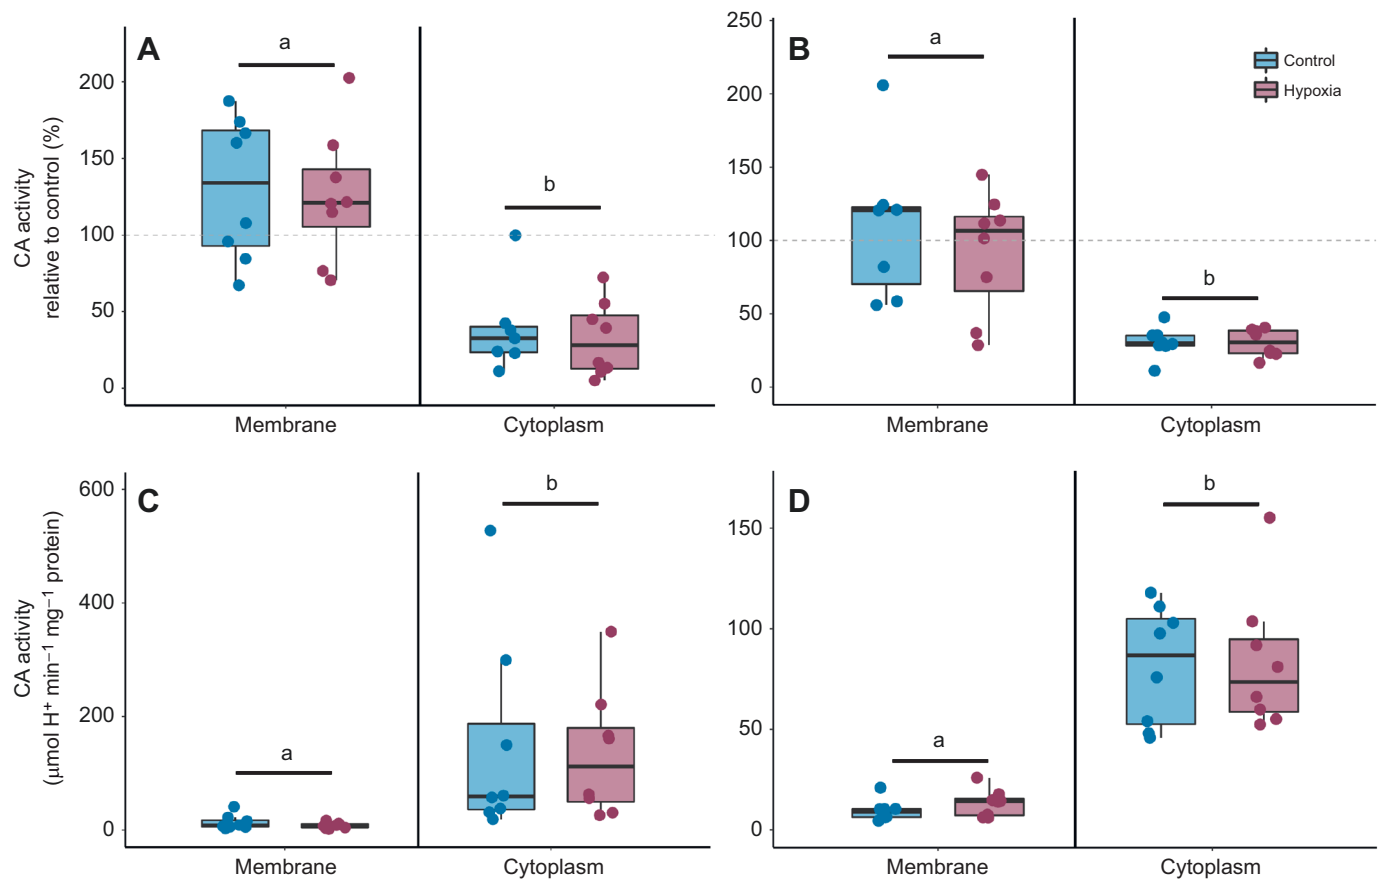 A
a
b
200
150
100
50
0
CA activity
relative to control (%)
Membrane
Cytoplasm
B
a
b
250
200
150
100
50
0
Control
Hypoxia
Membrane
Cytoplasm
C
a
b
600
400
200
0
CA activity
(µmol H⁺ min⁻¹ mg⁻¹ protein)
Membrane
Cytoplasm
D
a
b
150
100
50
0
Membrane
Cytoplasm